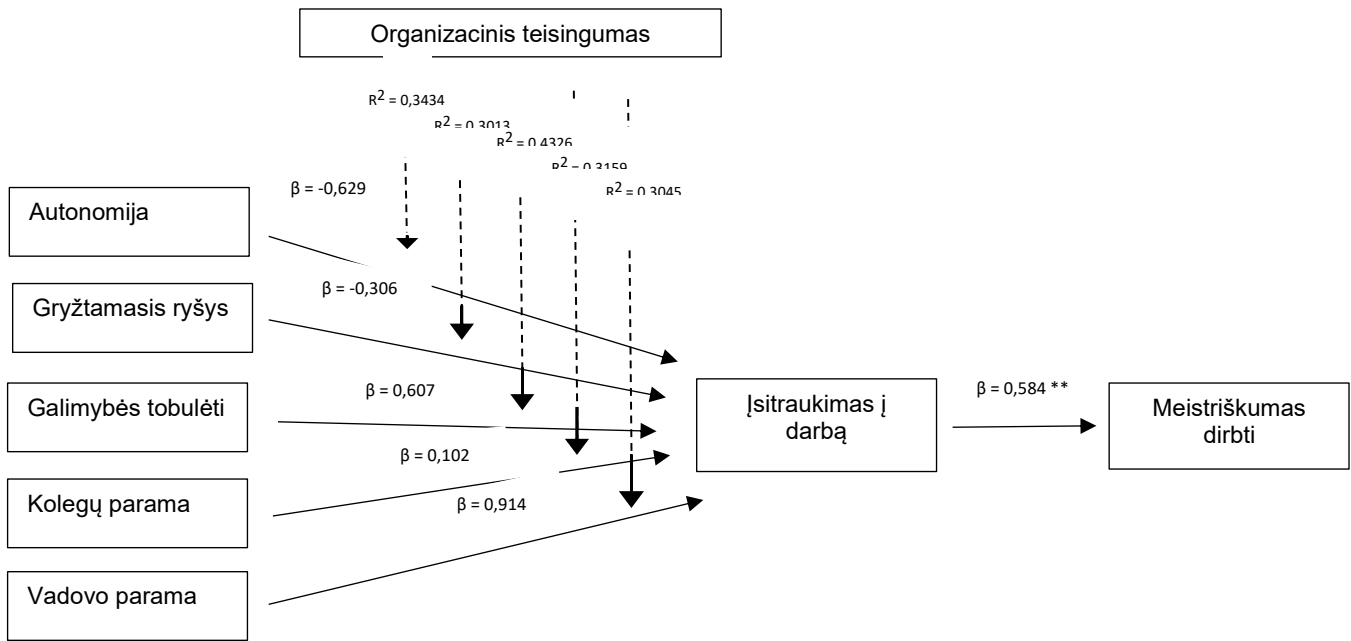 Organizacinis teisingumas
R² = 0,3434
R² = 0,3013
R² = 0,4326
R² = 0,3159
R² = 0,3045
β = -0,629
Autonomija
β = -0,306
Gryžtamasis ryšys
β = 0,607
Galimybės tobulėti
Įsitraukimas į
darbą
β = 0,584 **
Meistriškumas
dirbti
β = 0,102
Kolegų parama
β = 0,914
Vadovo parama